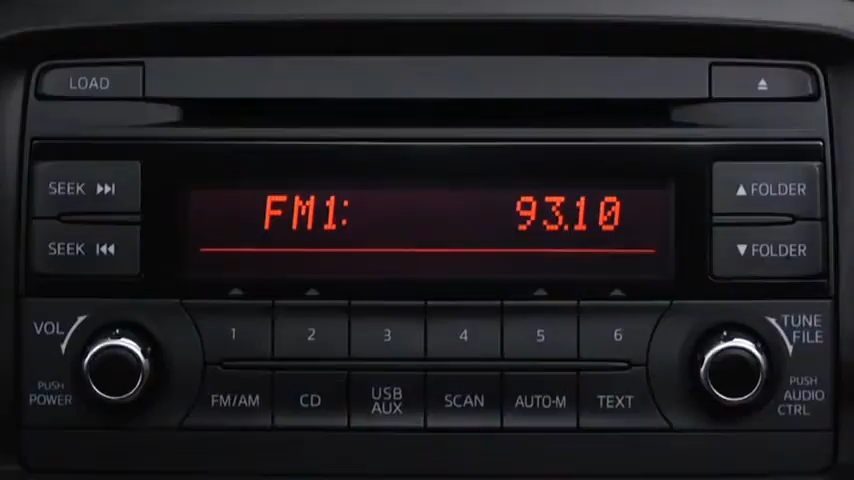 LOAD
SEEK
FOLDER
FM1: 93.10
SEEK
FOLDER
VOL
TUNE
FILE
1 2 3 4 5 6
PUSH
POWER
FM/AM CD USB AUX SCAN AUTO-M TEXT
PUSH
AUDIO
CTRL